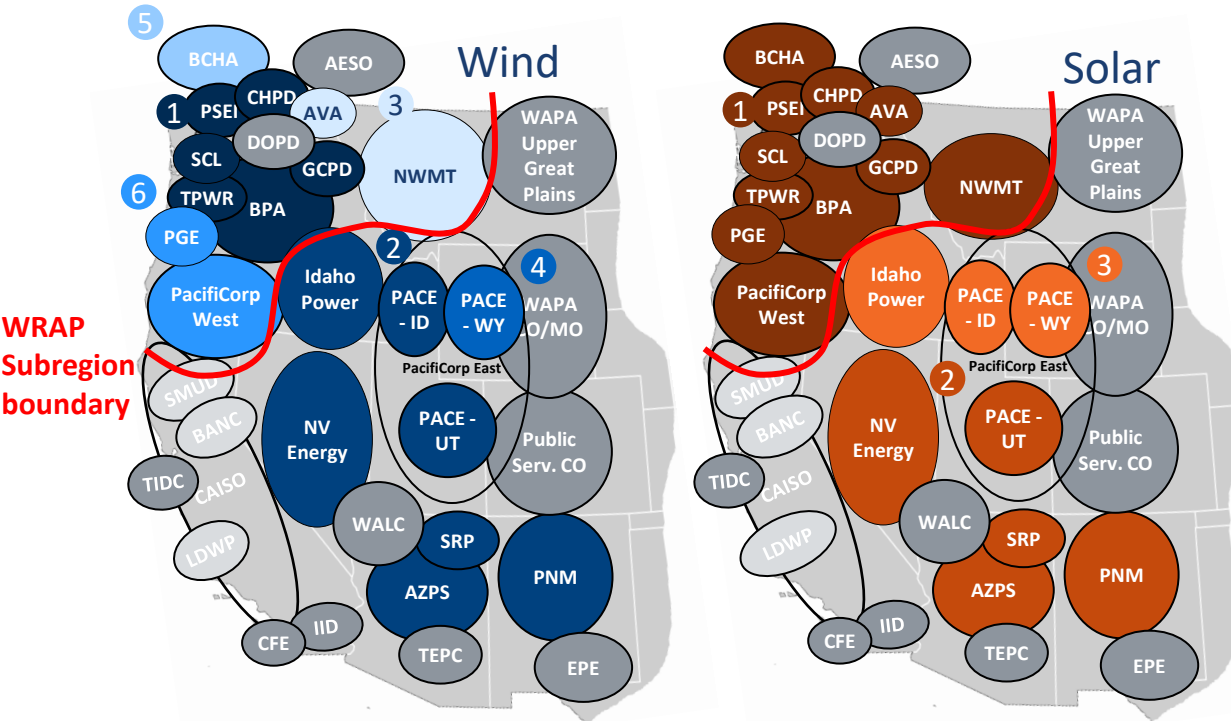 Wind
5
BCHA
AESO
1
PSEI
CHPD
AVA
3
DOPD
SCL
GCPD
NWMT
WAPA
Upper
Great
Plains
6
TPWR
BPA
PGE
2
PacifiCorp
West
Idaho
Power
PACE
- ID
PACE
- WY
4
WAPA
CO/MO
PacifiCorp East
WRAP
Subregion
boundary
SMUD
BANC
NV
Energy
PACE -
UT
Public
Serv. CO
TIDC
CAISO
LDWP
WALC
SRP
AZPS
PNM
CFE
IID
TEPC
EPE
Solar
BCHA
AESO
1
PSEI
CHPD
AVA
DOPD
SCL
GCPD
NWMT
WAPA
Upper
Great
Plains
TPWR
BPA
PGE
PacifiCorp
West
Idaho
Power
PACE
- ID
PACE
- WY
3
WAPA
CO/MO
PacifiCorp East
SMUD
BANC
NV
Energy
2
PACE -
UT
Public
Serv. CO
TIDC
CAISO
LDWP
WALC
SRP
AZPS
PNM
CFE
IID
TEPC
EPE